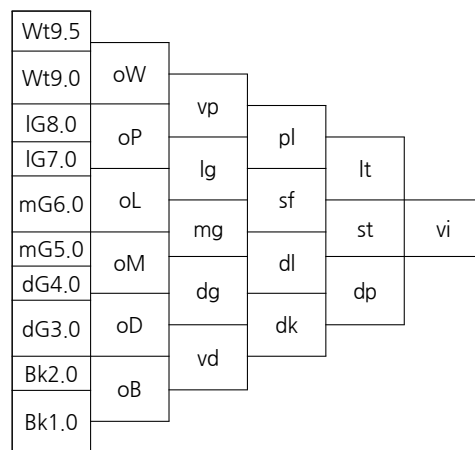 Wt9.5
Wt9.0
lG8.0
lG7.0
mG6.0
mG5.0
dG4.0
dG3.0
Bk2.0
Bk1.0
oW
oP
oL
oM
oD
oB
vp
lg
mg
dg
vd
pl
sf
dl
dk
lt
st
dp
vi